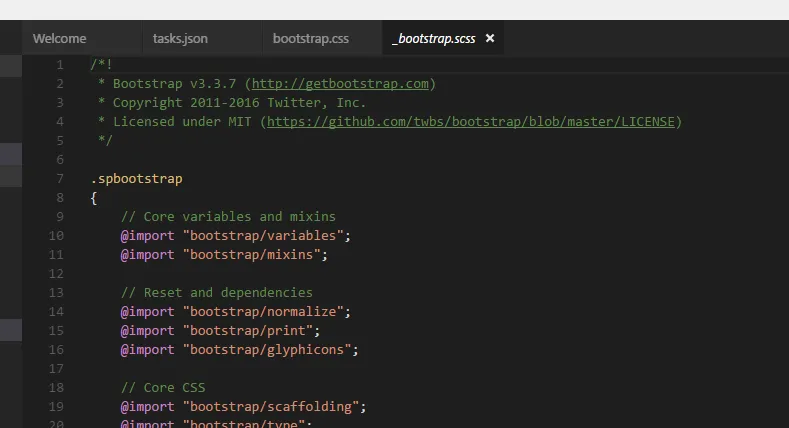 Welcome tasks.json bootstrap.css _bootstrap.scss ×
1 /*!
2 * Bootstrap v3.3.7 (http://getbootstrap.com)
3 * Copyright 2011-2016 Twitter, Inc.
4 * Licensed under MIT (https://github.com/twbs/bootstrap/blob/master/LICENSE)
5 */
6
7 .spbootstrap
8 {
9 // Core variables and mixins
10 @import "bootstrap/variables";
11 @import "bootstrap/mixins";
12
13 // Reset and dependencies
14 @import "bootstrap/normalize";
15 @import "bootstrap/print";
16 @import "bootstrap/glyphicons";
17
18 // Core CSS
19 @import "bootstrap/scaffolding";
20 @import "bootstrap/type";